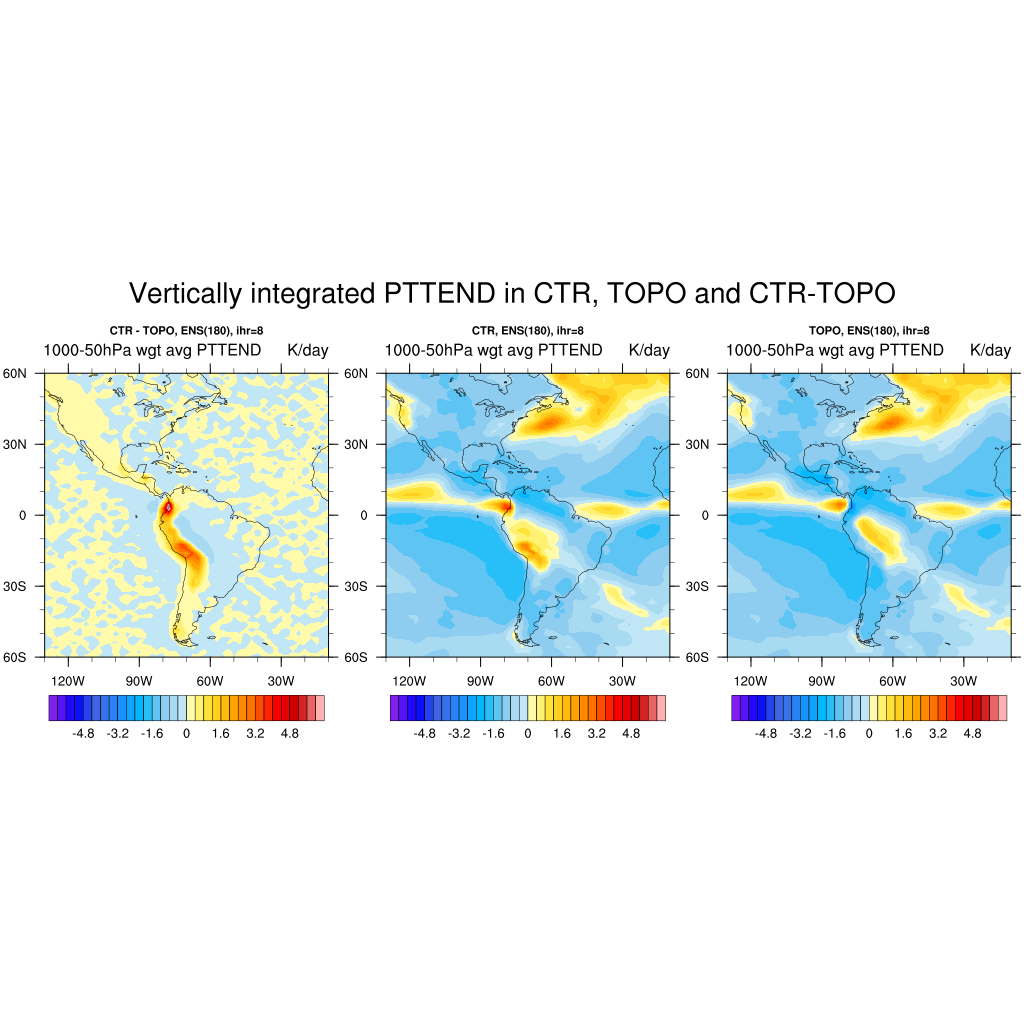 Vertically integrated PTTEND in CTR, TOPO and CTR-TOPO
CTR - TOPO, ENS(180), ihr=8
1000-50hPa wgt avg PTTEND K/day
60N
30N
0
30S
60S
120W 90W 60W 30W
-4.8 -3.2 -1.6 0 1.6 3.2 4.8
CTR, ENS(180), ihr=8
1000-50hPa wgt avg PTTEND K/day
60N
30N
0
30S
60S
120W 90W 60W 30W
-4.8 -3.2 -1.6 0 1.6 3.2 4.8
TOPO, ENS(180), ihr=8
1000-50hPa wgt avg PTTEND K/day
60N
30N
0
30S
60S
120W 90W 60W 30W
-4.8 -3.2 -1.6 0 1.6 3.2 4.8